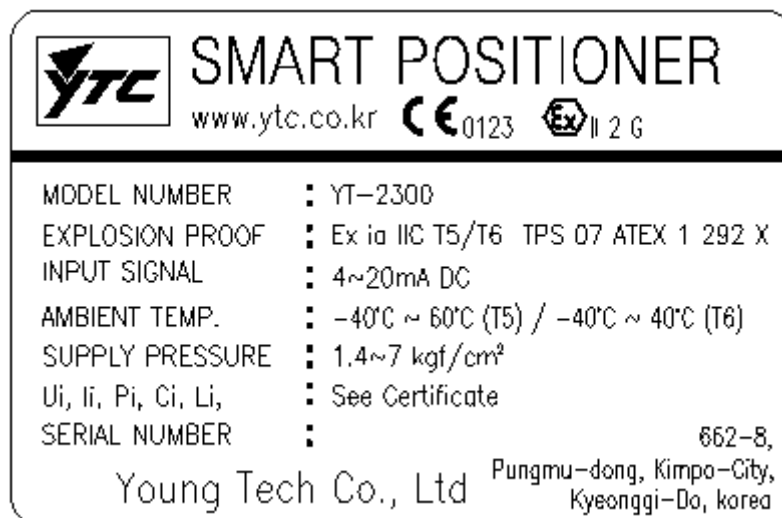 YTC SMART POSITIONER
www.ytc.co.kr CE 0123 Ex II 2 G
MODEL NUMBER : YT-2300
EXPLOSION PROOF : Ex ia IIC T5/T6 TPS 07 ATEX 1 292 X
INPUT SIGNAL : 4~20mA DC
AMBIENT TEMP. : -40°C ~ 60°C (T5) / -40°C ~ 40°C (T6)
SUPPLY PRESSURE : 1.4~7 kgf/cm²
Ui, Ii, Pi, Ci, Li, : See Certificate
SERIAL NUMBER :
662-8,
Young Tech Co., Ltd Pungmu-dong, Kimpo-City,
Kyeonggi-Do, korea